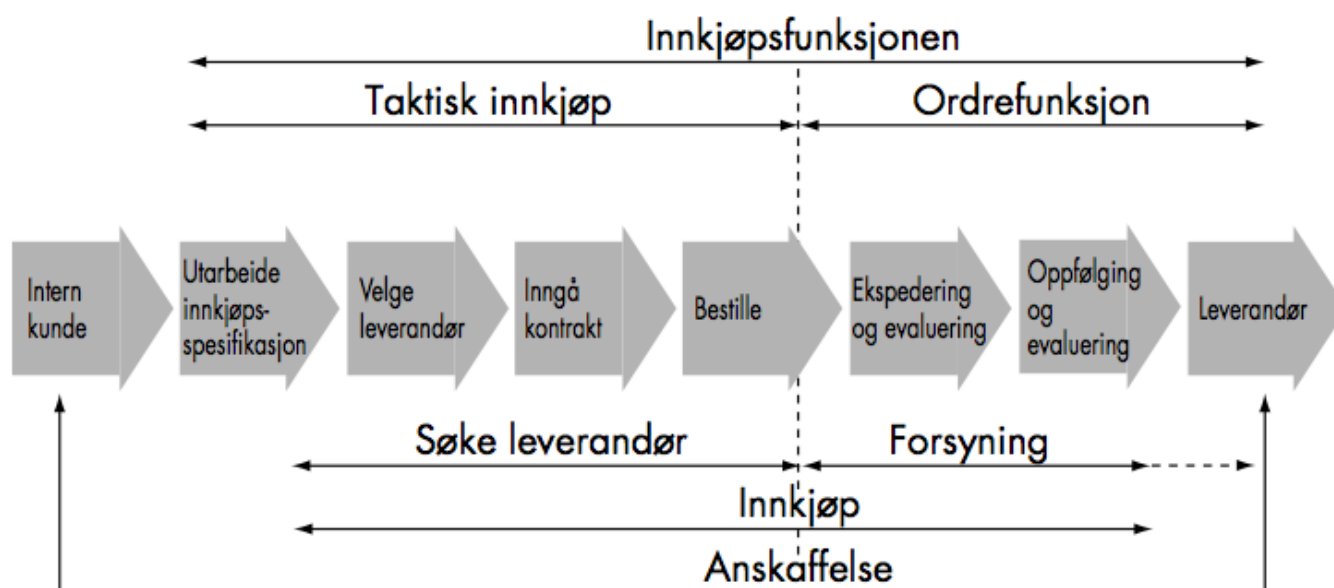 Innkjøpsfunksjonen
Taktisk innkjøp
Ordrefunksjon
Intern
kunde
Utarbeide
innkjøps-
spesifikasjon
Velge
leverandør
Inngå
kontrakt
Bestille
Ekspedering
og evaluering
Oppfølging
og
evaluering
Leverandør
Søke leverandør
Forsyning
Innkjøp
Anskaffelse